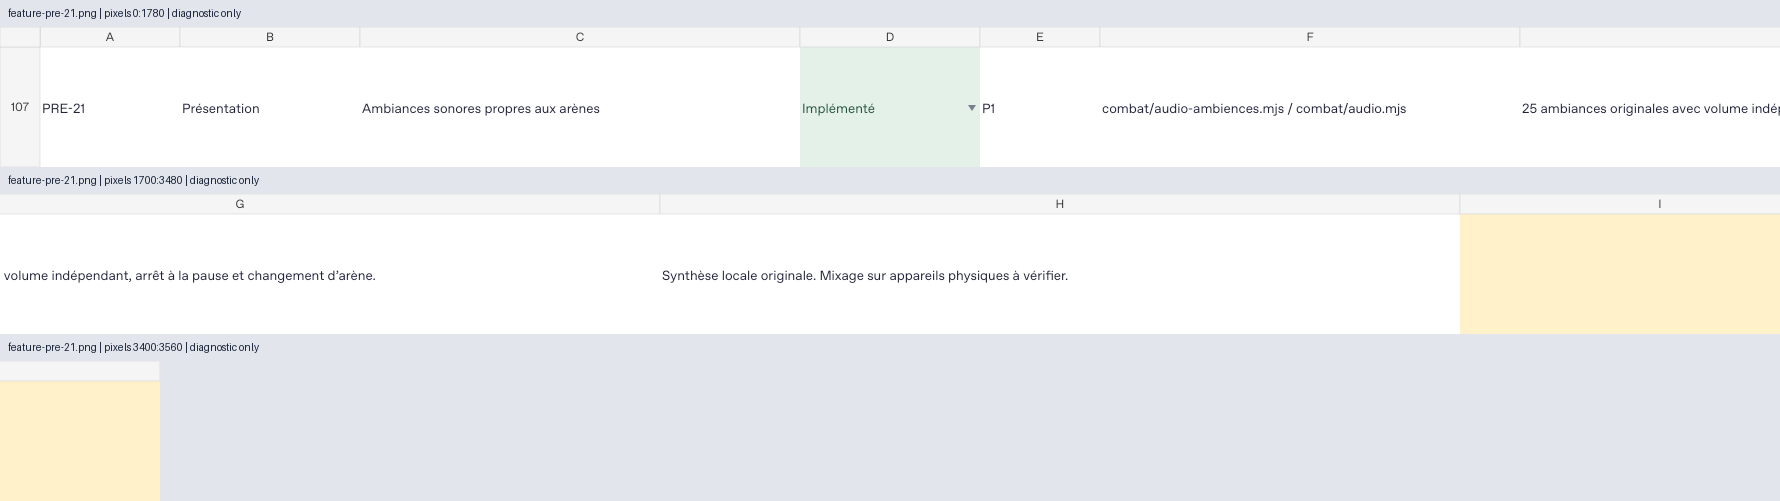 feature-pre-21.png | pixels 0:1780 | diagnostic only
A B C D E F
107 PRE-21 Présentation Ambiances sonores propres aux arènes Implémenté P1 combat/audio-ambiences.mjs / combat/audio.mjs 25 ambiances originales avec volume indép
feature-pre-21.png | pixels 1700:3480 | diagnostic only
G H I
volume indépendant, arrêt à la pause et changement d’arène. Synthèse locale originale. Mixage sur appareils physiques à vérifier.
feature-pre-21.png | pixels 3400:3560 | diagnostic only